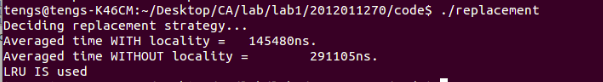 tengs@tengs-K46CM:~/Desktop/CA/lab/lab1/2012011270/code$ ./replacement
Deciding replacement strategy...
Averaged time WITH locality =   145480ns.
Averaged time WITHOUT locality =        291105ns.
LRU IS used